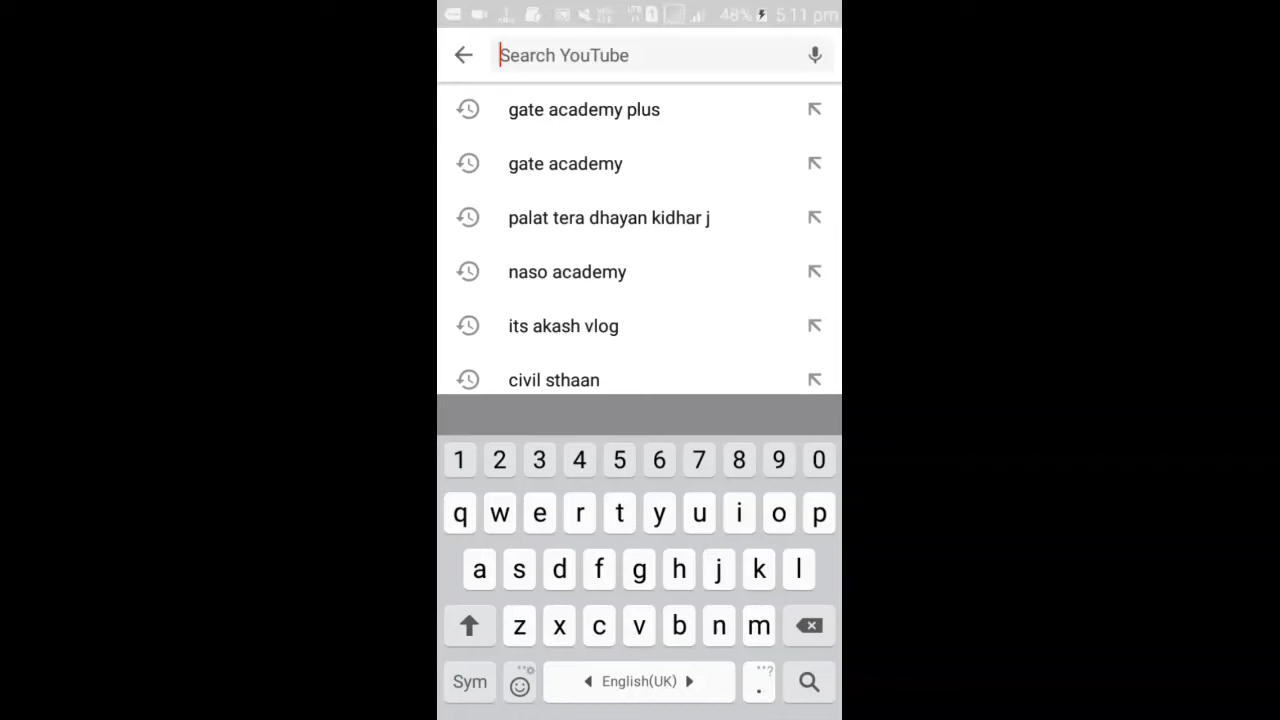 48% 5:11 pm
Search YouTube
gate academy plus
gate academy
palat tera dhayan kidhar j
naso academy
its akash vlog
civil sthaan
1 2 3 4 5 6 7 8 9 0
q w e r t y u i o p
a s d f g h j k l
z x c v b n m
Sym English(UK) .